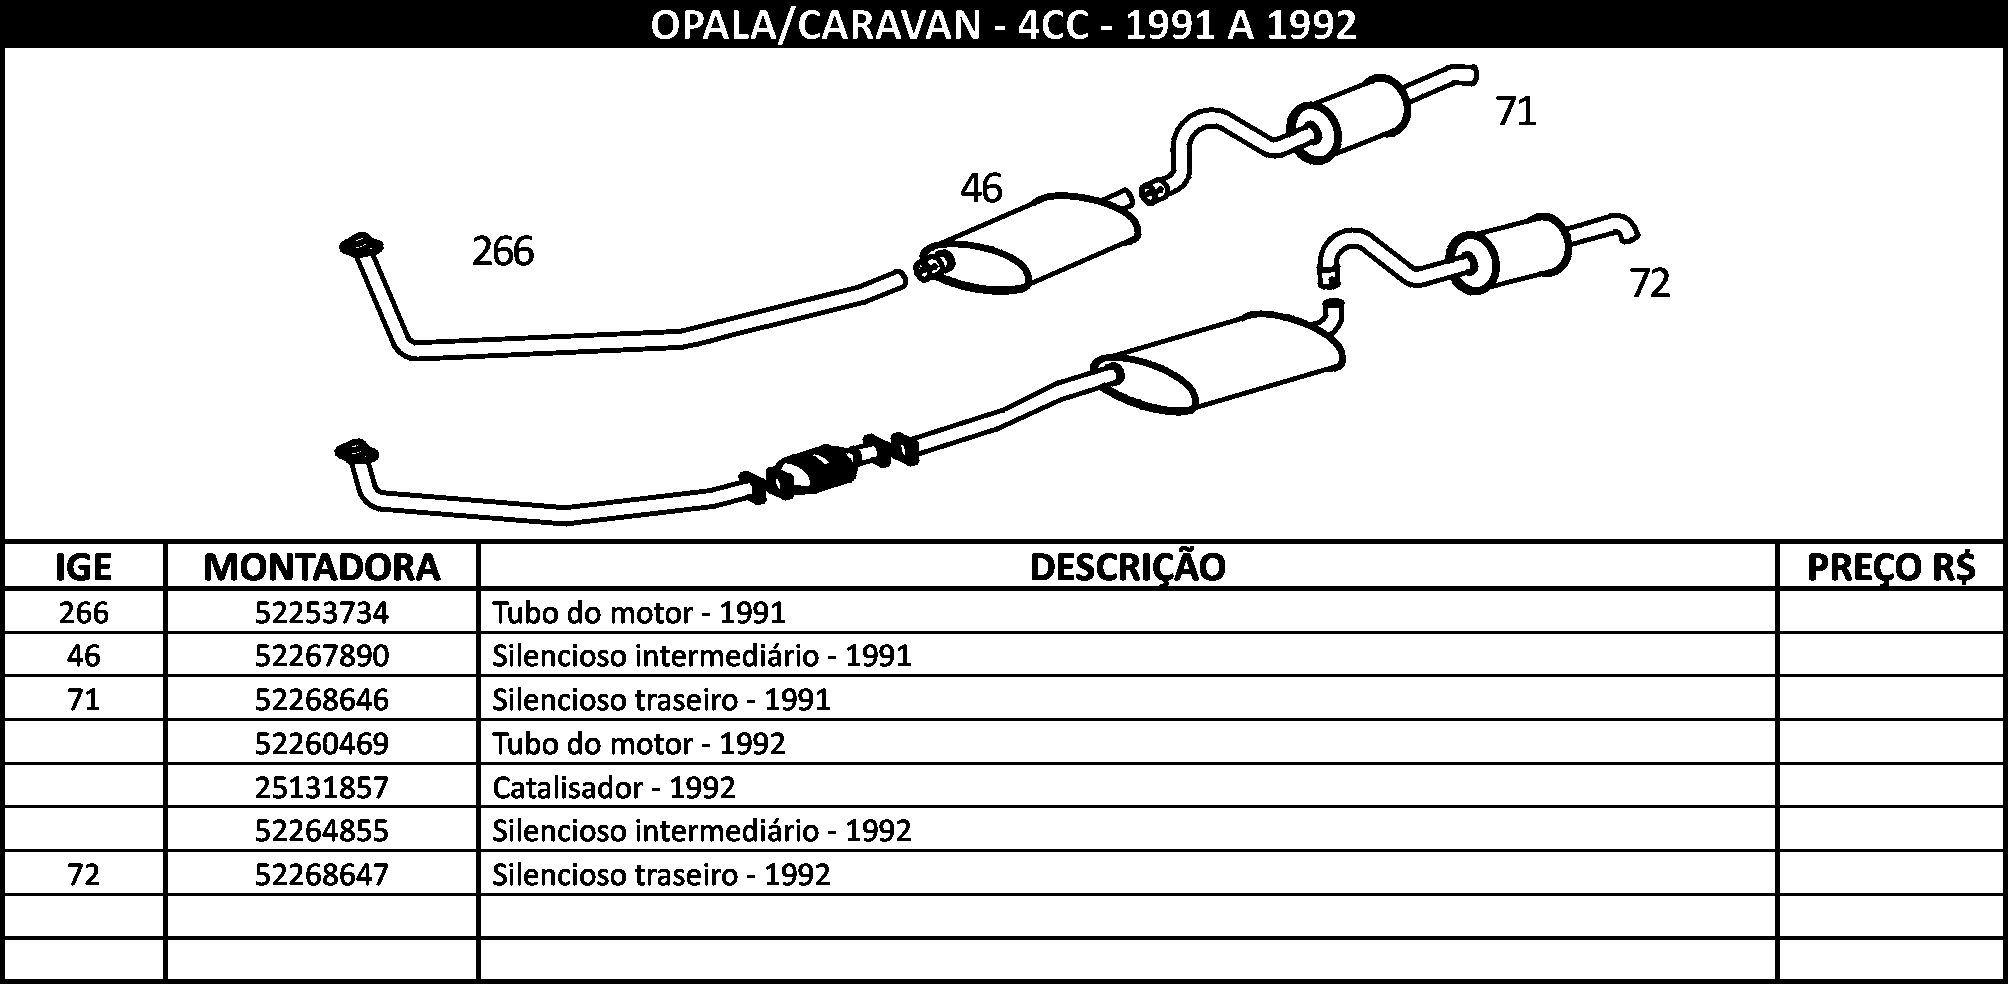 OPALA/CARAVAN - 4CC - 1991 A 1992
71
46
266
72
IGE MONTADORA DESCRIÇÃO PREÇO R$
266 52253734 Tubo do motor - 1991
46 52267890 Silencioso intermediário - 1991
71 52268646 Silencioso traseiro - 1991
52260469 Tubo do motor - 1992
25131857 Catalisador - 1992
52264855 Silencioso intermediário - 1992
72 52268647 Silencioso traseiro - 1992